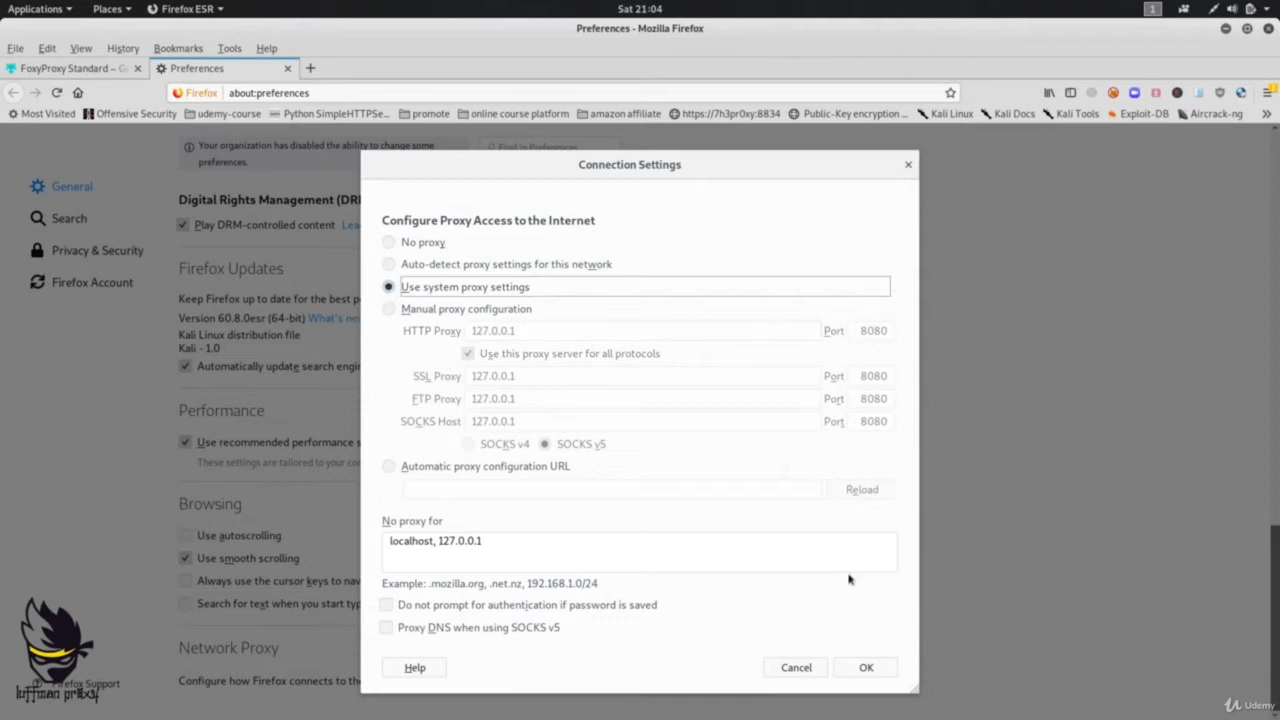 Applications Places Firefox ESR Sat 21:04 1
Preferences - Mozilla Firefox
File Edit View History Bookmarks Tools Help
FoxyProxy Standard – G Preferences
Firefox about:preferences
Most Visited Offensive Security udemy-course Python SimpleHTTPSe... promote online course platform amazon affiliate https://7h3pr0xy:8834 Public-Key encryption ... Kali Linux Kali Docs Kali Tools Exploit-DB Aircrack-ng
Your organization has disabled the ability to change some
preferences.
Find in Preferences
General
Search
Privacy & Security
Firefox Account
Digital Rights Management (DR
Play DRM-controlled content Lea
Firefox Updates
Keep Firefox up to date for the best p
Version 60.8.0esr (64-bit) What's ne
Kali Linux distribution file
Kali - 1.0
Automatically update search engin
Performance
Use recommended performance s
These settings are tailored to your co
Browsing
Use autoscrolling
Use smooth scrolling
Always use the cursor keys to nav
Search for text when you start typ
Network Proxy
Configure how Firefox connects to the
Firefox Support
luffman prøxy
Connection Settings
Configure Proxy Access to the Internet
No proxy
Auto-detect proxy settings for this network
Use system proxy settings
Manual proxy configuration
HTTP Proxy 127.0.0.1 Port 8080
Use this proxy server for all protocols
SSL Proxy 127.0.0.1 Port 8080
FTP Proxy 127.0.0.1 Port 8080
SOCKS Host 127.0.0.1 Port 8080
SOCKS v4 SOCKS v5
Automatic proxy configuration URL
Reload
No proxy for
localhost, 127.0.0.1
Example: .mozilla.org, .net.nz, 192.168.1.0/24
Do not prompt for authentication if password is saved
Proxy DNS when using SOCKS v5
Help Cancel OK
Udemy